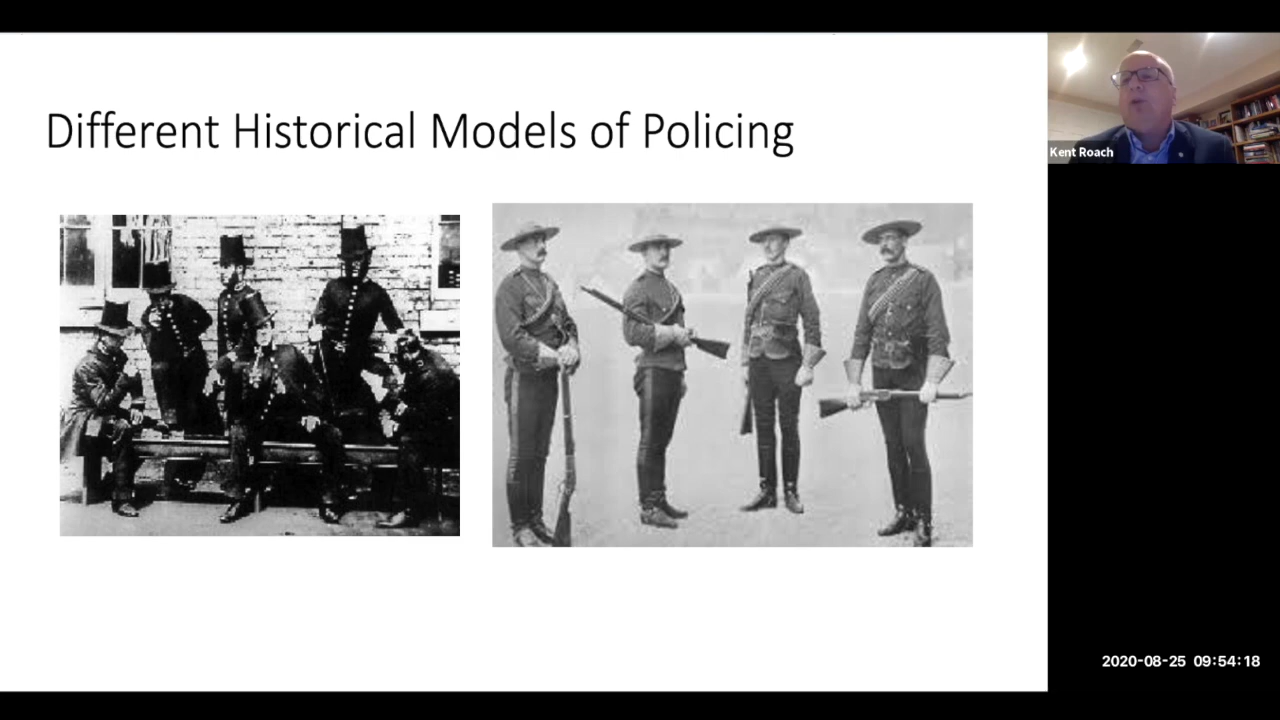 Different Historical Models of Policing
Kent Roach
2020-08-25 09:54:18